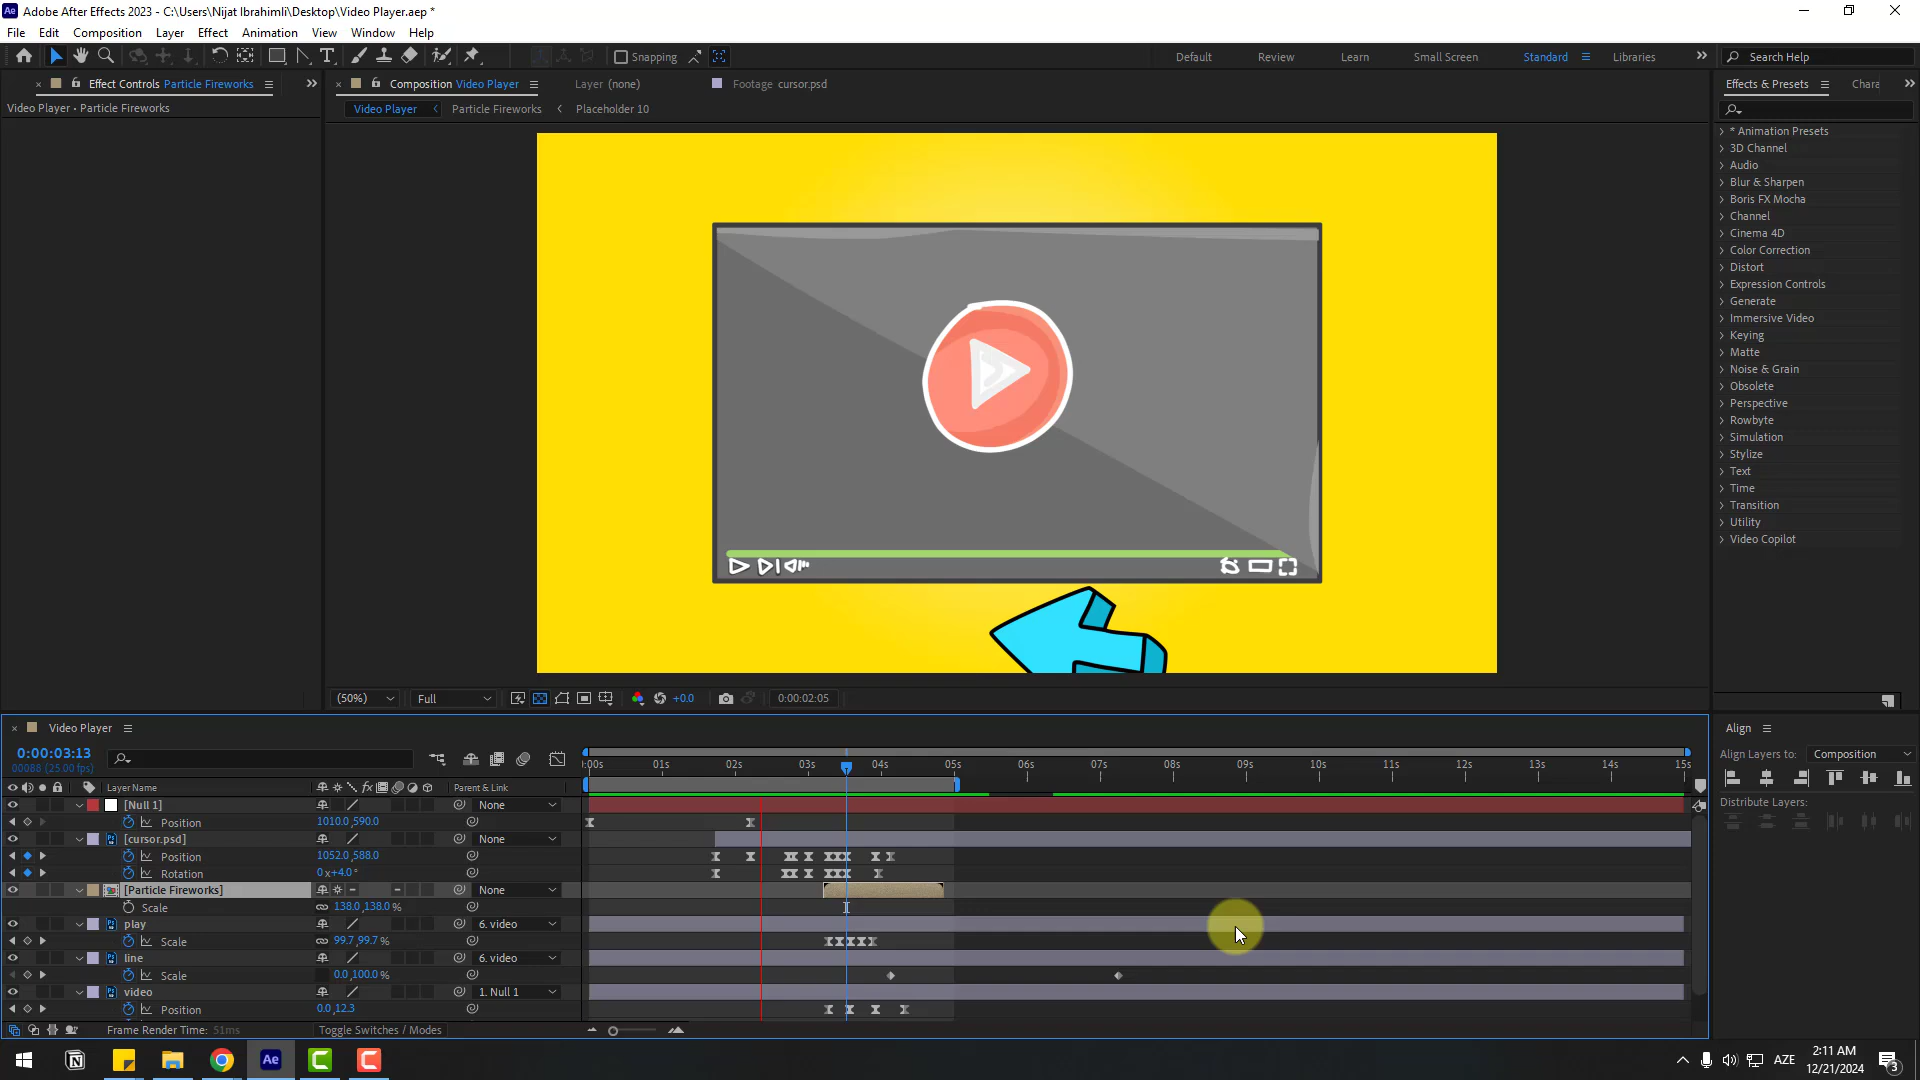 Ae Adobe After Effects 2023 - C:\Users\Nijat Ibrahimli\Desktop\Video Player.aep *
File Edit Composition Layer Effect Animation View Window Help
Snapping Default Review Learn Small Screen Standard Libraries Search Help
Effect Controls Particle Fireworks Composition Video Player Layer (none) Footage cursor.psd Effects & Presets Chara
Video Player • Particle Fireworks Video Player Particle Fireworks Placeholder 10
* Animation Presets
3D Channel
Audio
Blur & Sharpen
Boris FX Mocha
Channel
Cinema 4D
Color Correction
Distort
Expression Controls
Generate
Immersive Video
Keying
Matte
Noise & Grain
Obsolete
Perspective
Rowbyte
Simulation
Stylize
Text
Time
Transition
Utility
Video Copilot
(50%) Full +0.0 0:00:02:05
Video Player Align
0:00:03:13
00088 (25.00 fps)
Align Layers to: Composition
:00s 01s 02s 03s 04s 05s 06s 07s 08s 09s 10s 11s 12s 13s 14s 15s
Layer Name Parent & Link
Distribute Layers:
[Null 1] None
Position 1010.0,590.0
[cursor.psd] None
Position 1052.0,588.0
Rotation 0x+4.0°
[Particle Fireworks] None
Scale 138.0,138.0 %
play 6. video
Scale 99.7,99.7 %
line 6. video
Scale 0.0,100.0 %
video 1. Null 1
Position 0.0,12.3
Frame Render Time: 51ms Toggle Switches / Modes
Ae AZE 2:11 AM
12/21/2024 3